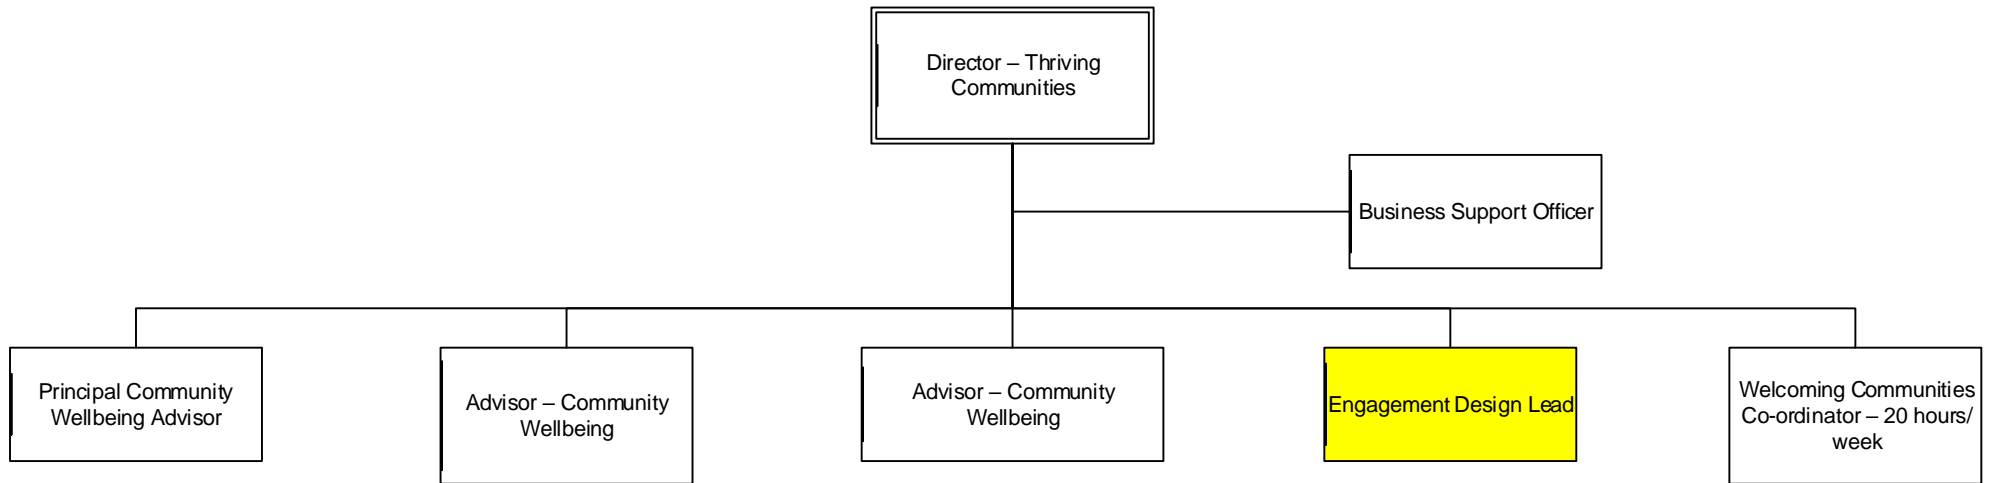 Director – Thriving
Communities
Business Support Officer
Principal Community
Wellbeing Advisor
Advisor – Community
Wellbeing
Advisor – Community
Wellbeing
Engagement Design Lead
Welcoming Communities
Co-ordinator – 20 hours/
week